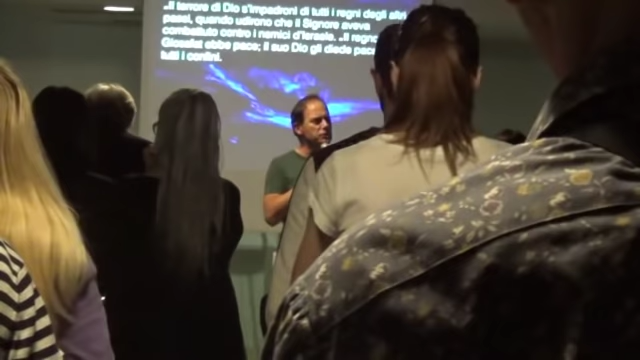 ..Il terrore di Dio s'impadronì di tutti i regni degli altri
paesi, quando udirono che il Signore aveva
combattuto contro i nemici d'Israele. ..Il regno
Giosafat ebbe pace; il suo Dio gli diede pace
tutti i confini.